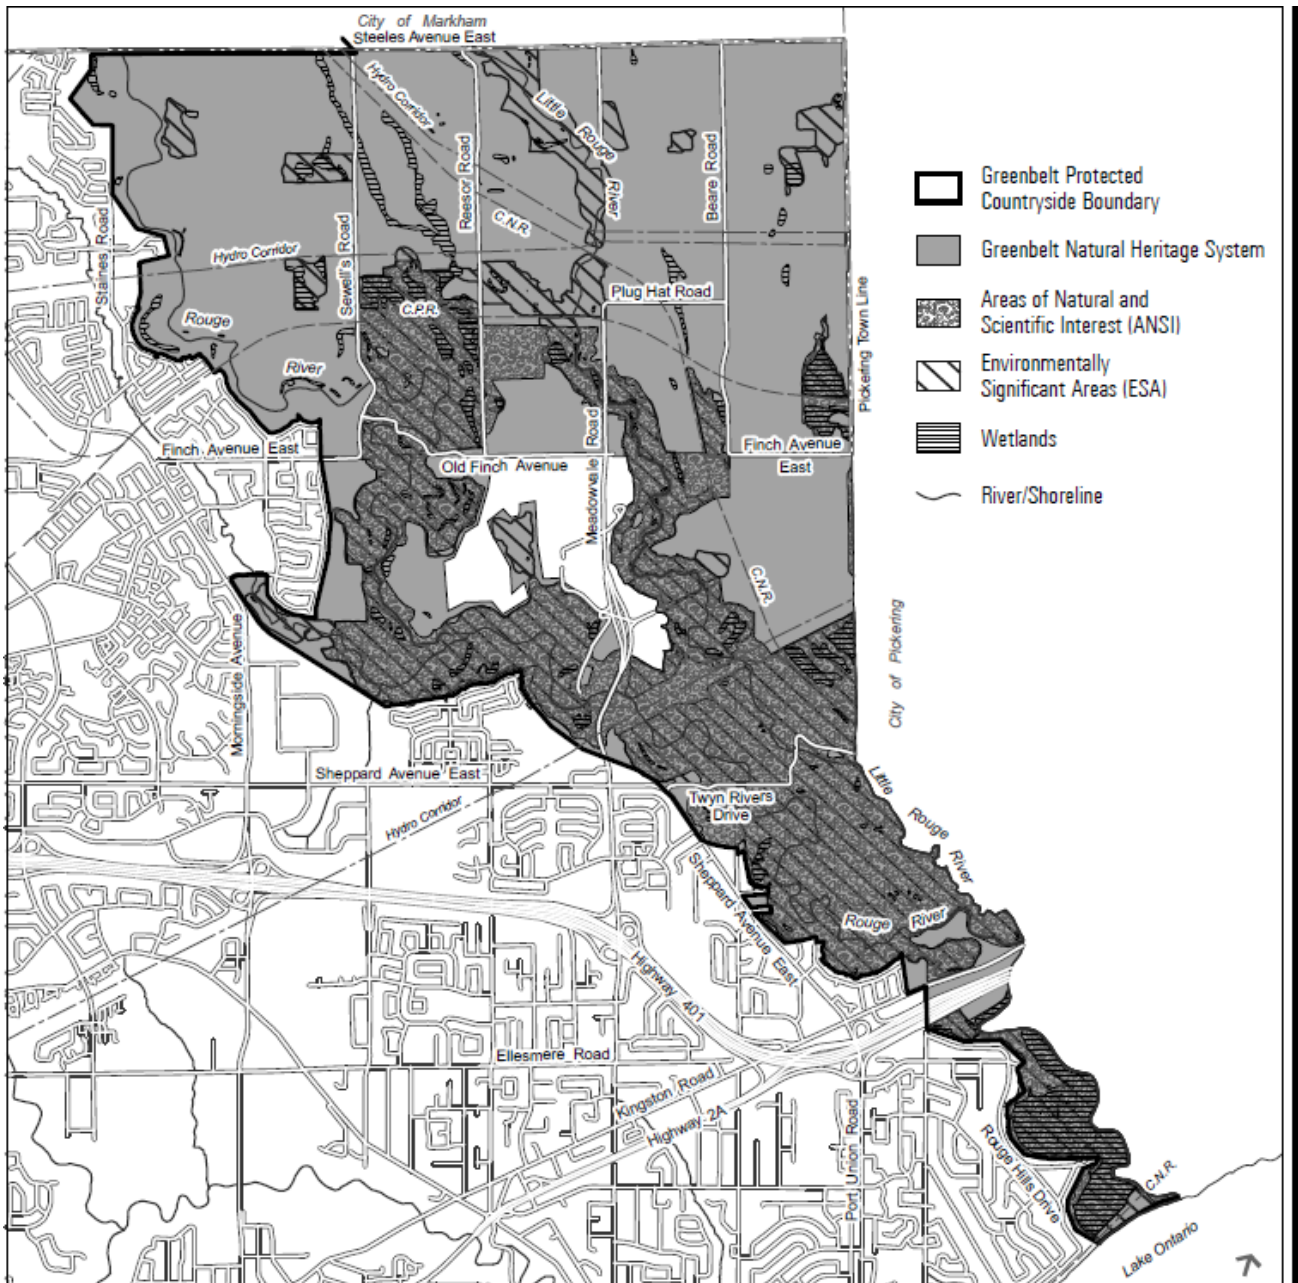 City of Markham
Steeles Avenue East
Hydro Corridor
Little
Rouge
River
Reesor Road
Beare Road
C.N.R.
Staines Road
Sewell's Road
Hydro Corridor
Plug Hat Road
C.P.R.
Rouge
River
Pickering Town Line
Finch Avenue East
Old Finch Avenue
Meadowvale Road
Finch Avenue
East
C.N.R.
Morningside Avenue
City of Pickering
Sheppard Avenue East
Hydro Corridor
Twyn Rivers
Drive
Little
Rouge
River
Sheppard Avenue East
Rouge River
Highway 401
Ellesmere Road
Kingston Road
Highway 2A
Port Union Road
Rouge Hills Drive
C.N.R.
Lake Ontario
Greenbelt Protected
Countryside Boundary
Greenbelt Natural Heritage System
Areas of Natural and
Scientific Interest (ANSI)
Environmentally
Significant Areas (ESA)
Wetlands
River/Shoreline